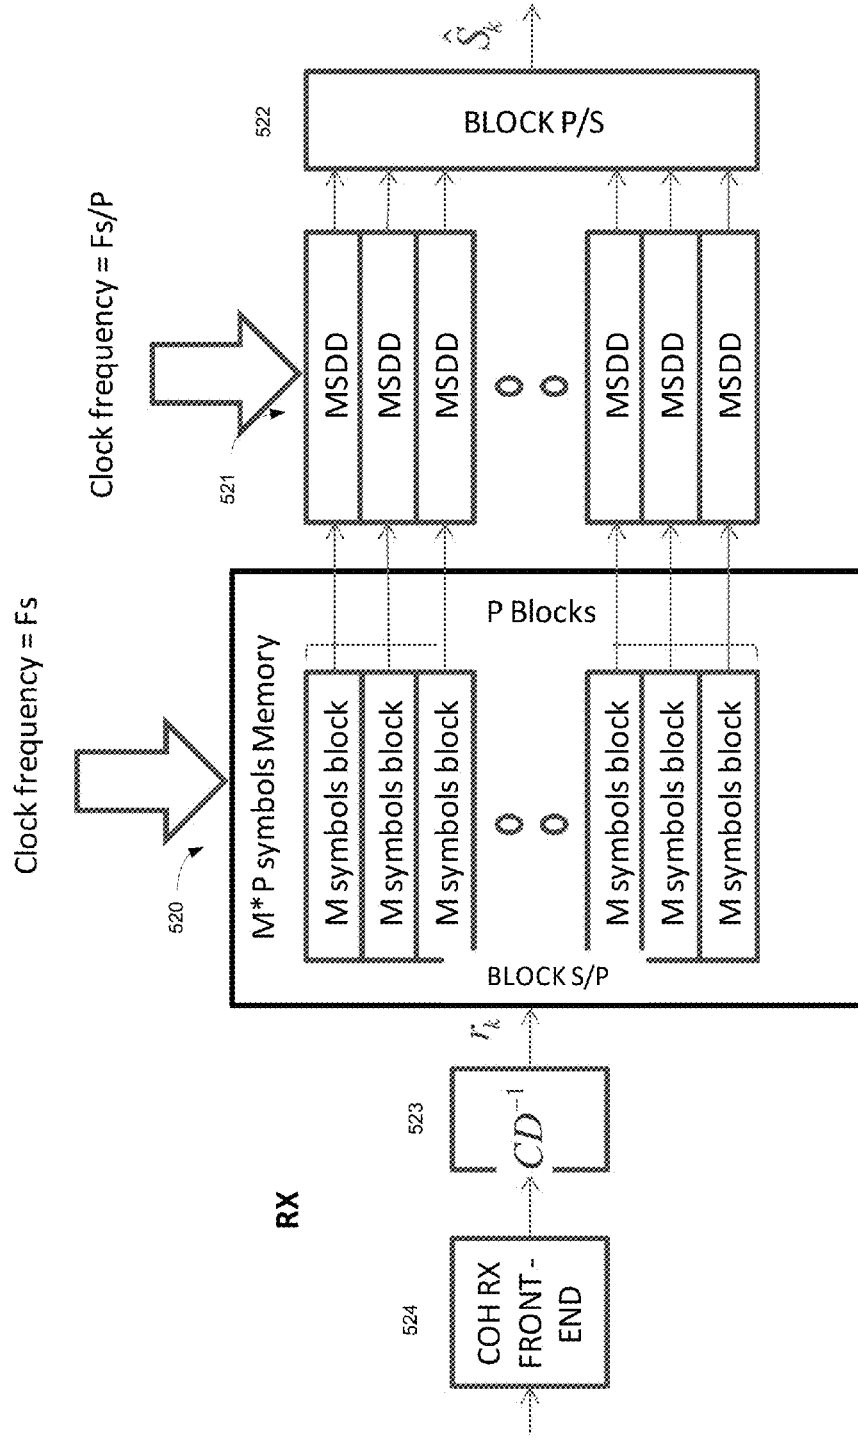 RX
524
COH RX
FRONT-
END
523
CD⁻¹
r_k
Clock frequency = Fs
520
M*P symbols Memory
BLOCK S/P
M symbols block
M symbols block
M symbols block
O O
M symbols block
M symbols block
M symbols block
P Blocks
Clock frequency = Fs/P
521
MSDD
MSDD
MSDD
O O
MSDD
MSDD
MSDD
522
BLOCK P/S
Ŝ_k